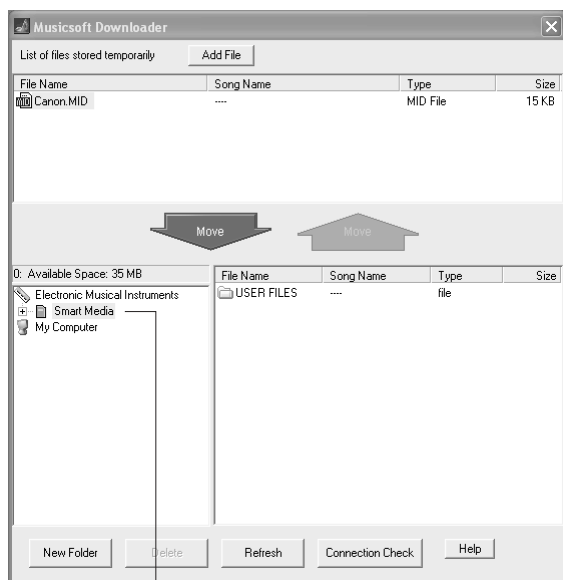 Musicsoft Downloader
List of files stored temporarily Add File
File Name Song Name Type Size
Canon.MID ---- MID File 15 KB
Move Move
0: Available Space: 35 MB
File Name Song Name Type Size
Electronic Musical Instruments
USER FILES ---- file
Smart Media
My Computer
New Folder Delete Refresh Connection Check Help